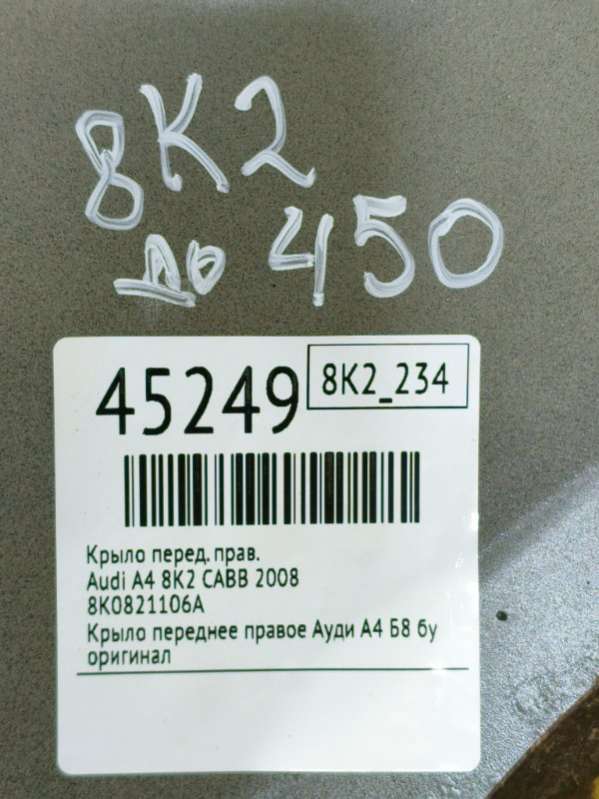 8K2
до 450
45249
8K2_234
Крыло перед. прав.
Audi A4 8K2 CABB 2008
8K0821106A
Крыло переднее правое Ауди А4 Б8 бу
оригинал